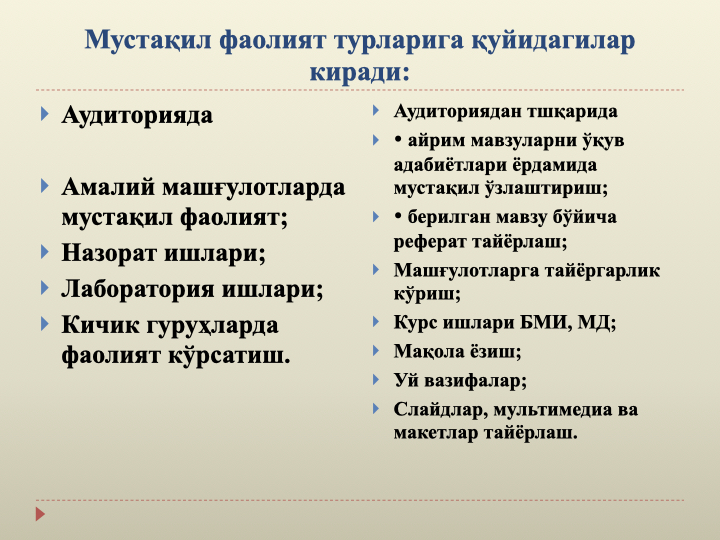 Мустақил фаолият турларига қуйидагилар
киради:
Аудиторияда
Амалий машғулотларда
мустақил фаолият;
Назорат ишлари;
Лаборатория ишлари;
Кичик гуруҳларда
фаолият кўрсатиш.
Аудиториядан тшқарида
• айрим мавзуларни ўқув
адабиётлари ёрдамида
мустақил ўзлаштириш;
• берилган мавзу бўйича
реферат тайёрлаш;
Машғулотларга тайёргарлик
кўриш;
Курс ишлари БМИ, МД;
Мақола ёзиш;
Уй вазифалар;
Слайдлар, мультимедиа ва
макетлар тайёрлаш.